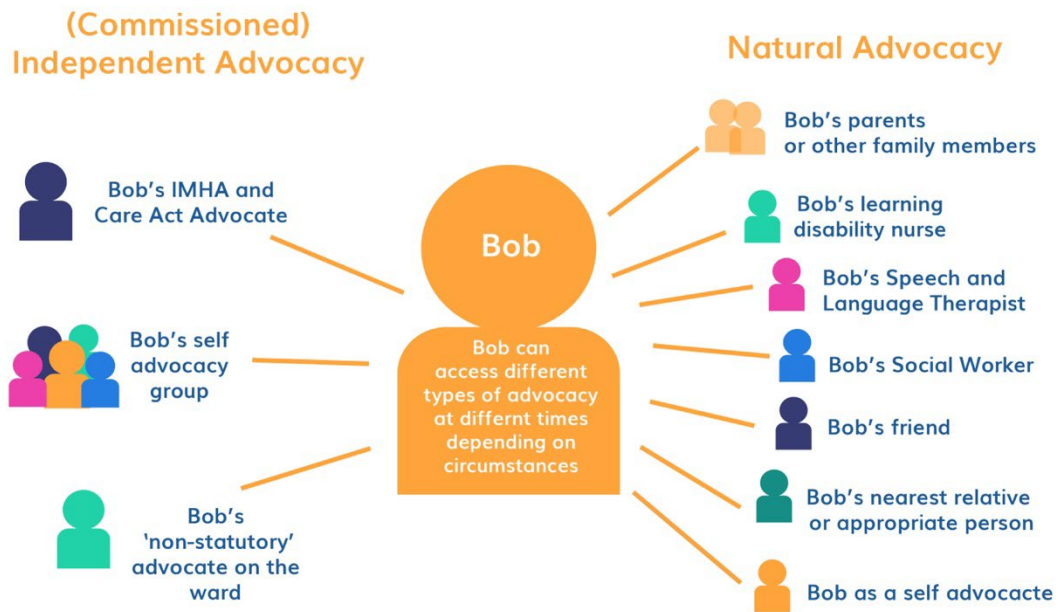 (Commissioned)
Independent Advocacy
Bob's IMHA and
Care Act Advocate
Bob's self
advocacy
group
Bob's
‘non-statutory’
advocate on the
ward
Bob
Bob can
access different
types of advocacy
at differnt times
depending on
circumstances
Natural Advocacy
Bob's parents
or other family members
Bob's learning
disability nurse
Bob's Speech and
Language Therapist
Bob's Social Worker
Bob's friend
Bob's nearest relative
or appropriate person
Bob as a self advocacte